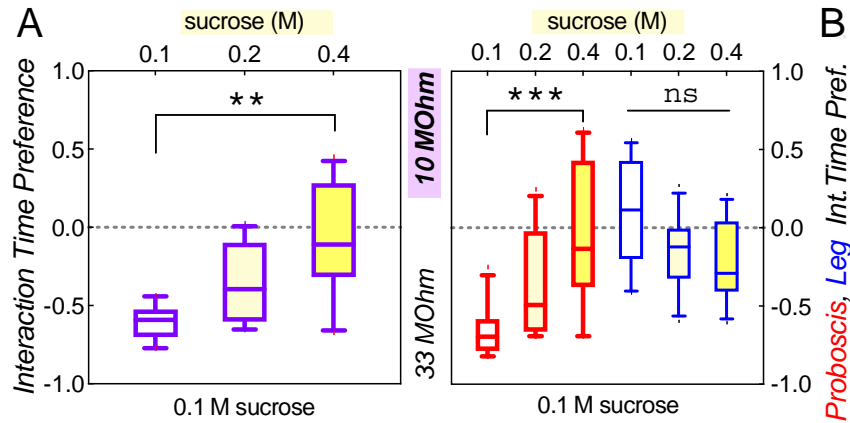 A
sucrose (M)
0.1 0.2 0.4
Interaction Time Preference
1.0
0.5
0.0
-0.5
-1.0
**
0.1 M sucrose
10 MOhm
33 MOhm
B
sucrose (M)
0.1 0.2 0.4 0.1 0.2 0.4
***
ns
1.0
0.5
0.0
-0.5
-1.0
Proboscis, Leg Int.Time Pref.
0.1 M sucrose